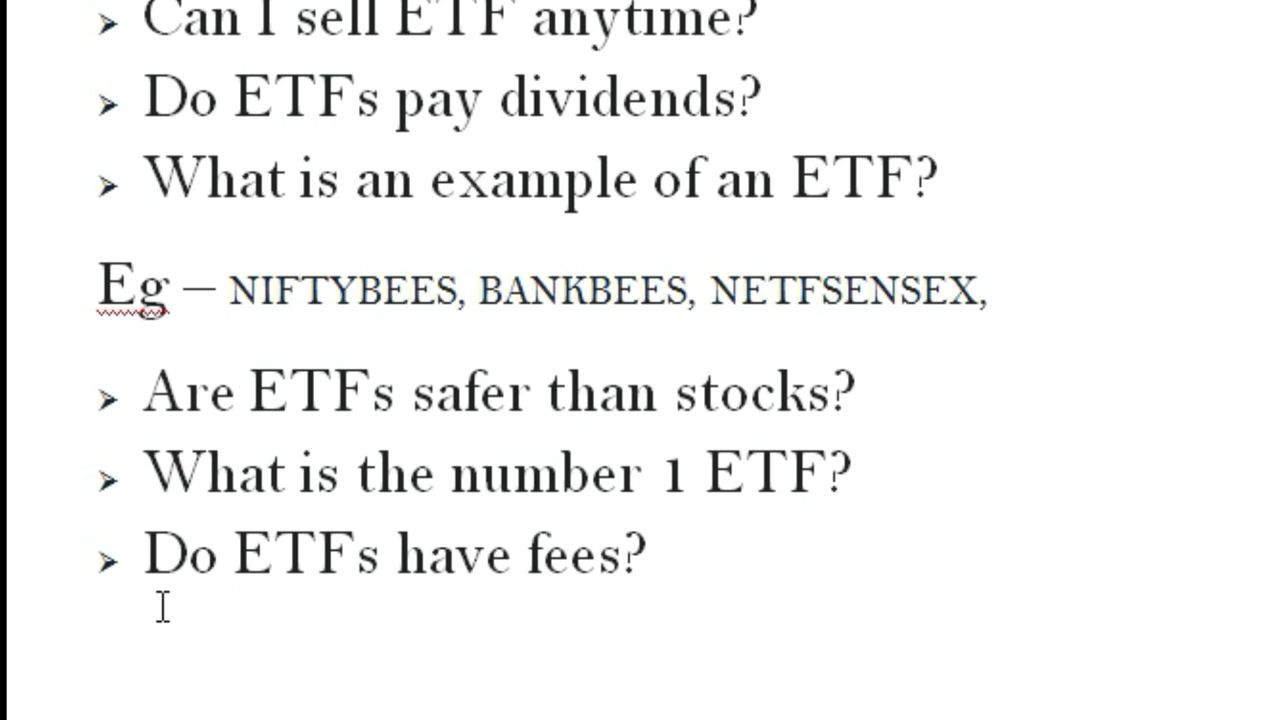 Can I sell ETF anytime?
Do ETFs pay dividends?
What is an example of an ETF?
Eg – NIFTYBEES, BANKBEES, NETFSENSEX,
Are ETFs safer than stocks?
What is the number 1 ETF?
Do ETFs have fees?